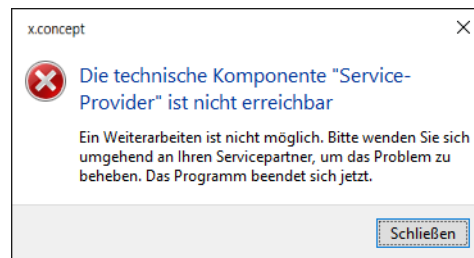 x.concept
Die technische Komponente "Service-
Provider" ist nicht erreichbar
Ein Weiterarbeiten ist nicht möglich. Bitte wenden Sie sich
umgehend an Ihren Servicepartner, um das Problem zu
beheben. Das Programm beendet sich jetzt.
Schließen